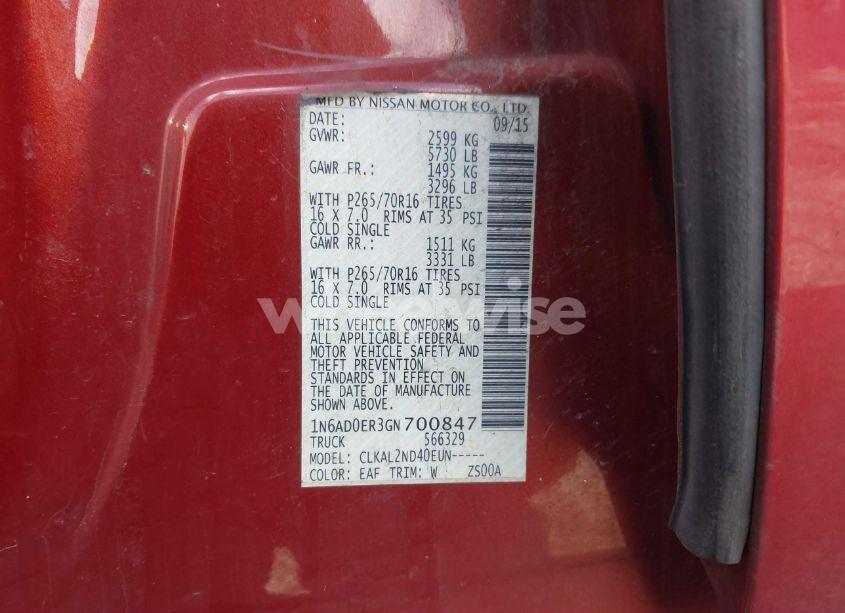 MFD BY NISSAN MOTOR CO., LTD.
DATE: 09/15
GVWR: 2599 KG
5730 LB
GAWR FR.: 1495 KG
3296 LB
WITH P265/70R16 TIRES
16 X 7.0 RIMS AT 35 PSI
COLD SINGLE
GAWR RR.: 1511 KG
3331 LB
WITH P265/70R16 TIRES
16 X 7.0 RIMS AT 35 PSI
COLD SINGLE
THIS VEHICLE CONFORMS TO
ALL APPLICABLE FEDERAL
MOTOR VEHICLE SAFETY AND
THEFT PREVENTION
STANDARDS IN EFFECT ON
THE DATE OF MANUFACTURE
SHOWN ABOVE.
1N6AD0ER3GN700847
TRUCK 566329
MODEL: CLKAL2ND40EUN-----
COLOR: EAF TRIM: W ZS00A